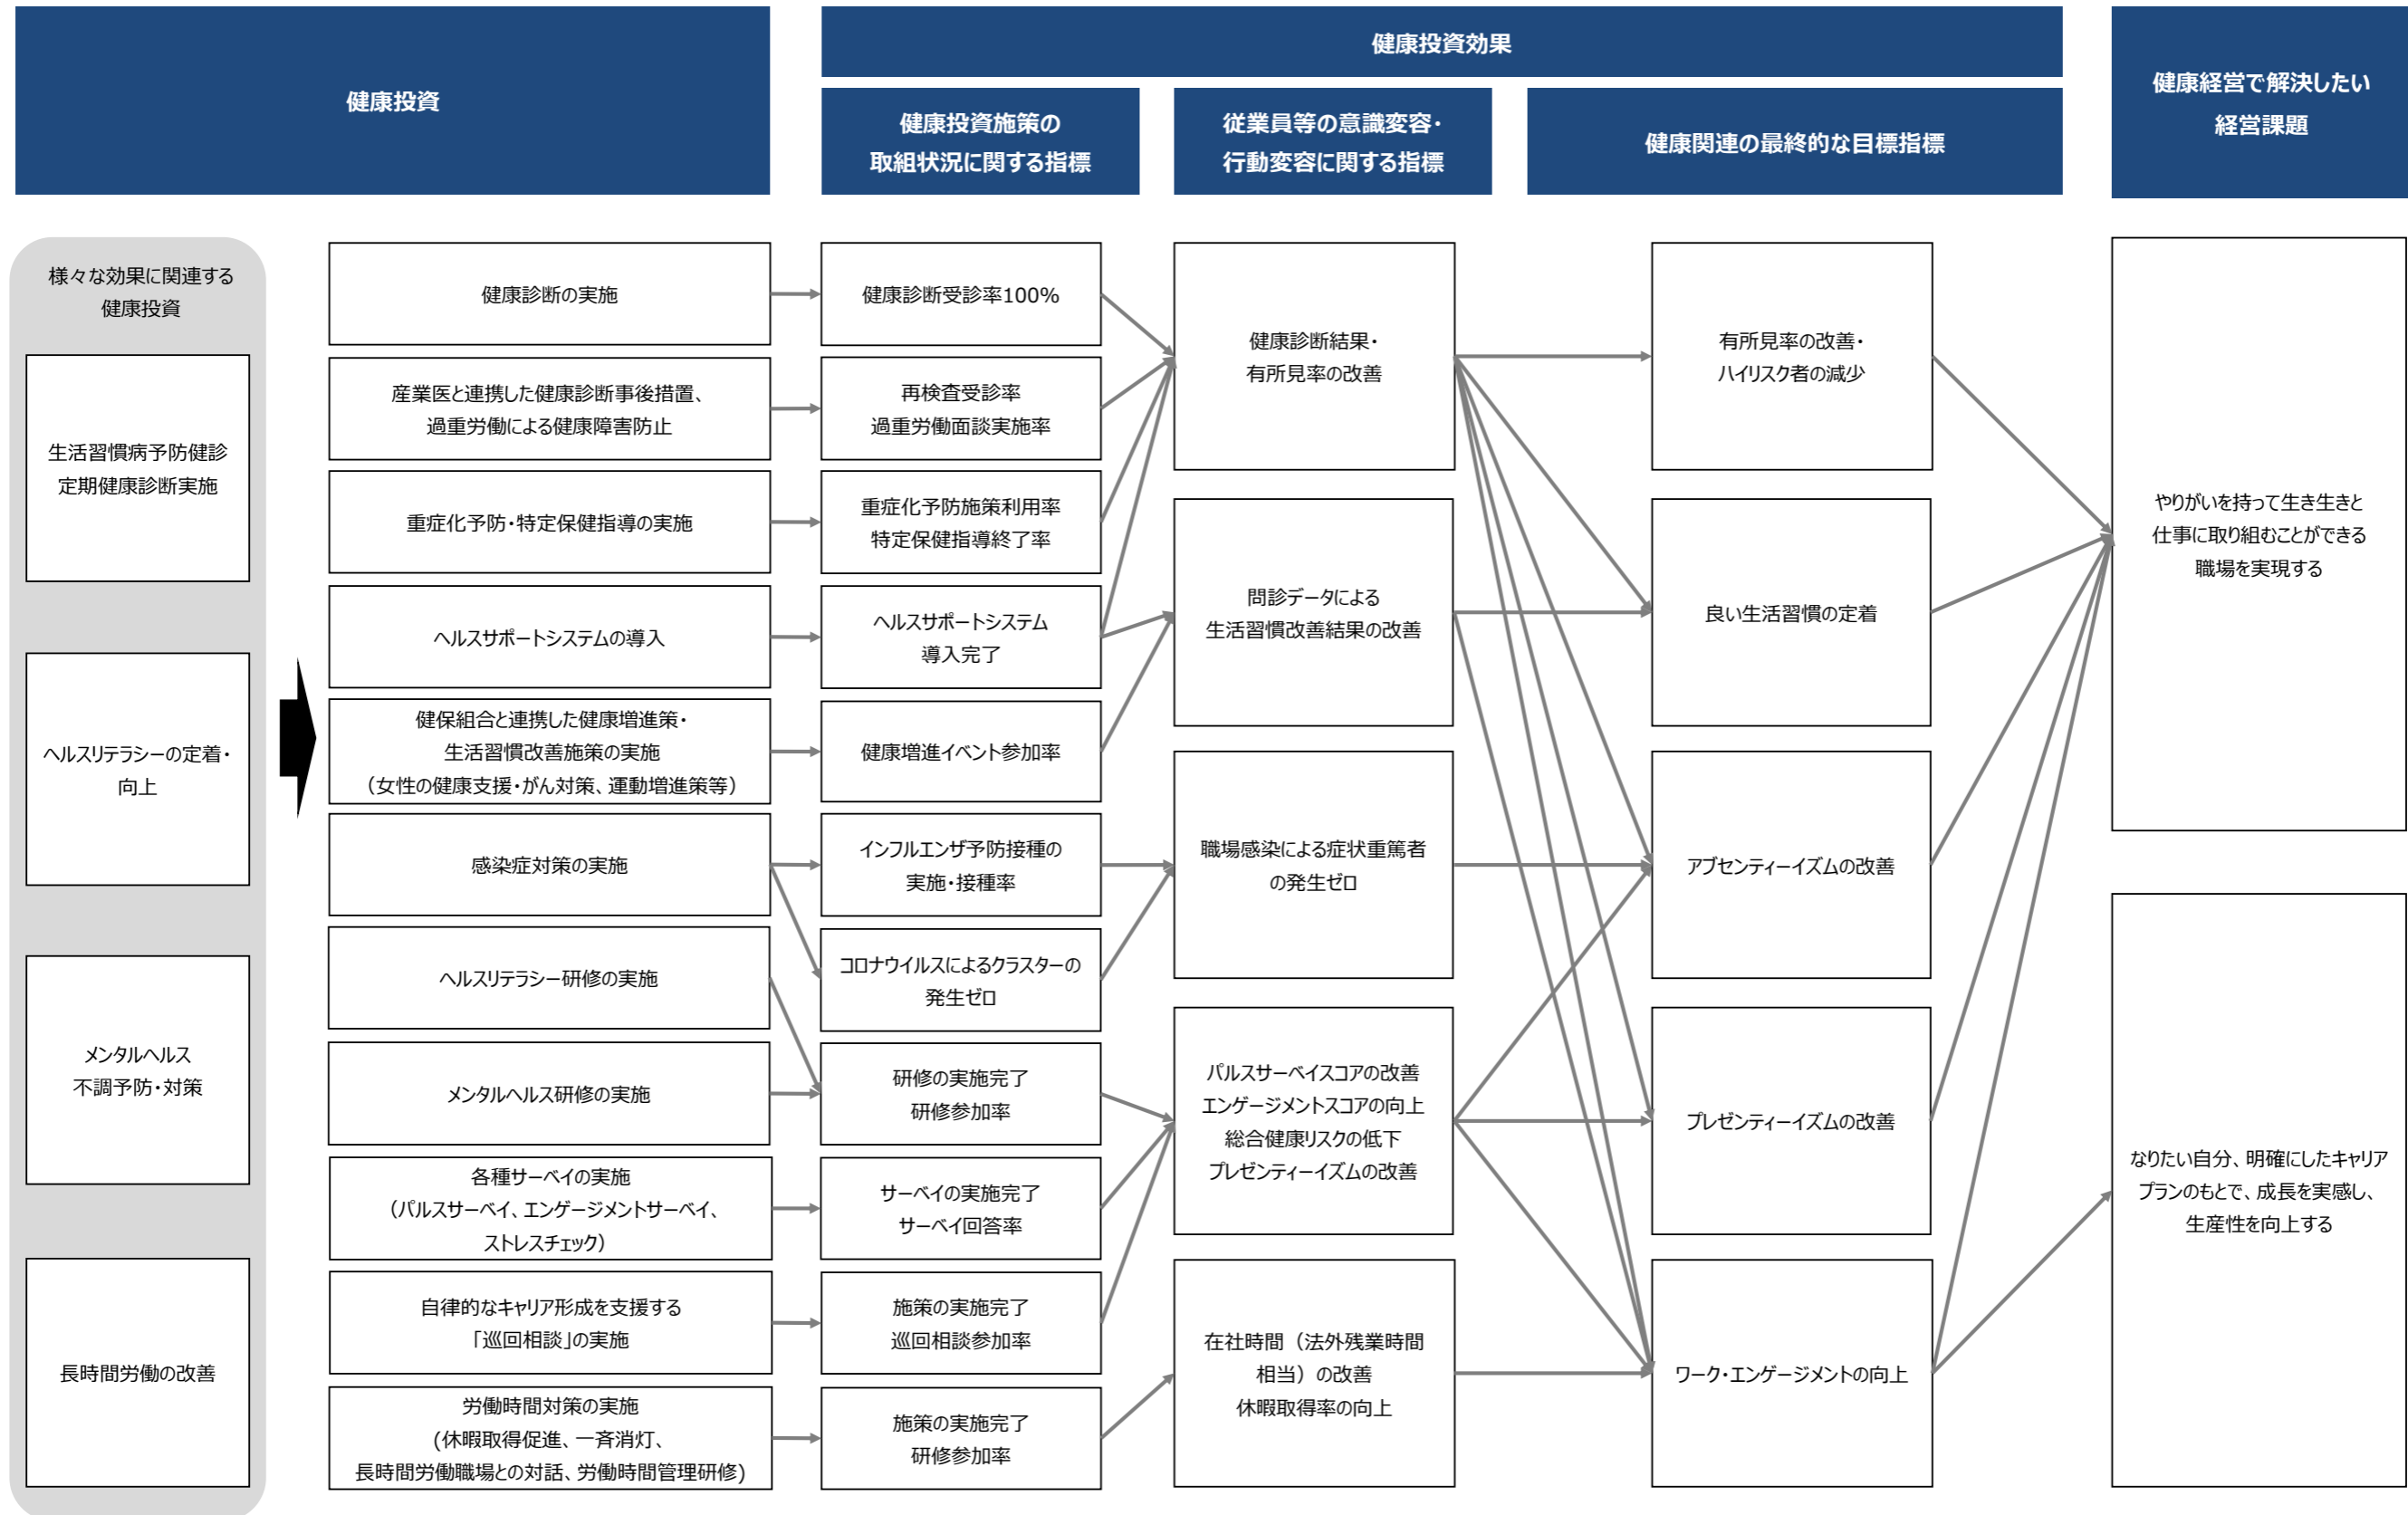 健康投資
健康投資効果
健康投資施策の
取組状況に関する指標
従業員等の意識変容・
行動変容に関する指標
健康関連の最終的な目標指標
健康経営で解決したい
経営課題
様々な効果に関連する
健康投資
生活習慣病予防健診
定期健康診断実施
ヘルスリテラシーの定着・
向上
メンタルヘルス
不調予防・対策
長時間労働の改善
健康診断の実施
産業医と連携した健康診断事後措置、
過重労働による健康障害防止
重症化予防・特定保健指導の実施
ヘルスサポートシステムの導入
健保組合と連携した健康増進策・
生活習慣改善施策の実施
（女性の健康支援・がん対策、運動増進策等）
感染症対策の実施
ヘルスリテラシー研修の実施
メンタルヘルス研修の実施
各種サーベイの実施
（パルスサーベイ、エンゲージメントサーベイ、
ストレスチェック）
自律的なキャリア形成を支援する
「巡回相談」の実施
労働時間対策の実施
(休暇取得促進、一斉消灯、
長時間労働職場との対話、労働時間管理研修)
健康診断受診率100%
再検査受診率
過重労働面談実施率
重症化予防施策利用率
特定保健指導終了率
ヘルスサポートシステム
導入完了
健康増進イベント参加率
インフルエンザ予防接種の
実施・接種率
コロナウイルスによるクラスターの
発生ゼロ
研修の実施完了
研修参加率
サーベイの実施完了
サーベイ回答率
施策の実施完了
巡回相談参加率
施策の実施完了
研修参加率
健康診断結果・
有所見率の改善
問診データによる
生活習慣改善結果の改善
職場感染による症状重篤者
の発生ゼロ
パルスサーベイスコアの改善
エンゲージメントスコアの向上
総合健康リスクの低下
プレゼンティーイズムの改善
在社時間（法外残業時間
相当）の改善
休暇取得率の向上
有所見率の改善・
ハイリスク者の減少
良い生活習慣の定着
アブセンティーイズムの改善
プレゼンティーイズムの改善
ワーク・エンゲージメントの向上
やりがいを持って生き生きと
仕事に取り組むことができる
職場を実現する
なりたい自分、明確にしたキャリア
プランのもとで、成長を実感し、
生産性を向上する